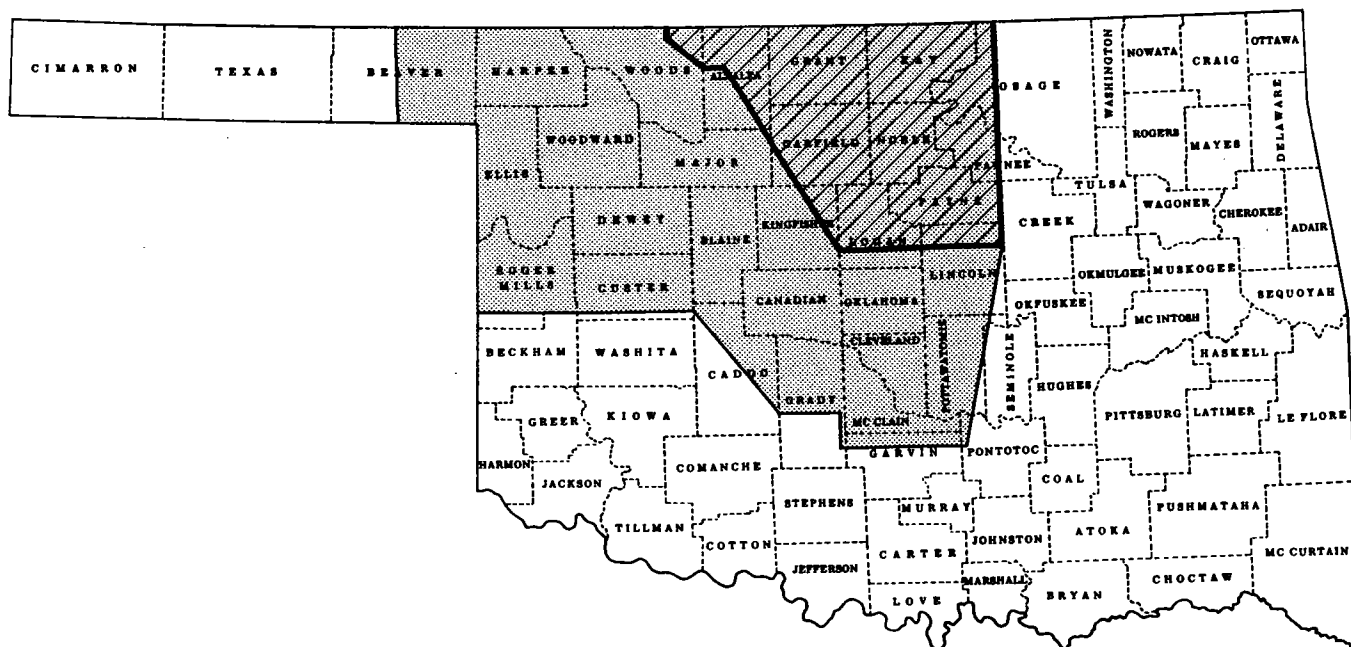 CIMARRON
TEXAS
BEAVER
HARPER
WOODS
ALFALFA
GRANT
KAY
OSAGE
WASHINGTON
NOWATA
CRAIG
OTTAWA
DELAWARE
ROGERS
MAYES
WOODWARD
MAJOR
GARFIELD
NOBLE
PAWNEE
ELLIS
TULSA
WAGONER
CHEROKEE
ADAIR
DEWEY
BLAINE
KINGFISHER
LOGAN
PAYNE
CREEK
ROGER
MILLS
CUSTER
CANADIAN
OKLAHOMA
LINCOLN
OKMULGEE
MUSKOGEE
SEQUOYAH
OKFUSKEE
MC INTOSH
BECKHAM
WASHITA
CADDO
CLEVELAND
POTTAWATOMIE
SEMINOLE
HUGHES
HASKELL
GREER
KIOWA
GRADY
MC CLAIN
PITTSBURG
LATIMER
LE FLORE
HARMON
JACKSON
COMANCHE
GARVIN
PONTOTOC
COAL
TILLMAN
COTTON
STEPHENS
MURRAY
JOHNSTON
ATOKA
PUSHMATAHA
JEFFERSON
CARTER
MARSHALL
LOVE
BRYAN
CHOCTAW
MC CURTAIN